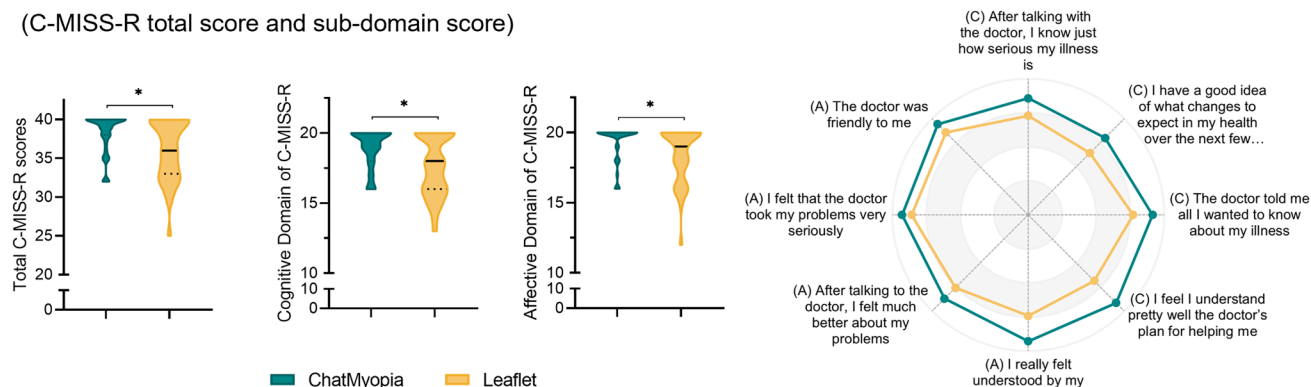 (C-MISS-R total score and sub-domain score)
Total C-MISS-R scores
40
35
30
25
20
0
*
Cognitive Domain of C-MISS-R
20
15
10
10
0
*
Affective Domain of C-MISS-R
20
15
10
10
0
*
ChatMyopia
Leaflet
(C) After talking with
the doctor, I know just
how serious my illness
is
(C) I have a good idea
of what changes to
expect in my health
over the next few…
(C) The doctor told me
all I wanted to know
about my illness
(C) I feel I understand
pretty well the doctor's
plan for helping me
(A) I really felt
understood by my
(A) After talking to the
doctor, I felt much
better about my
problems
(A) I felt that the doctor
took my problems very
seriously
(A) The doctor was
friendly to me